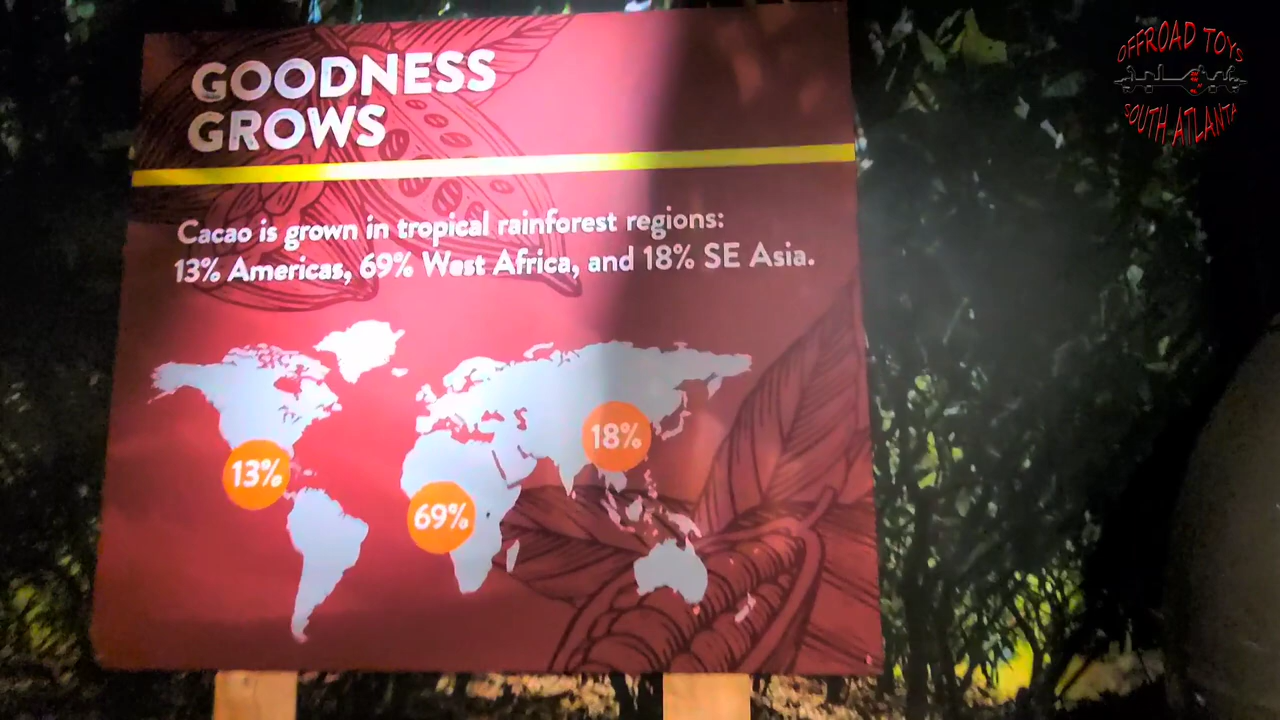 GOODNESS
GROWS
Cacao is grown in tropical rainforest regions:
13% Americas, 69% West Africa, and 18% SE Asia.
18%
13%
69%
OFFROAD TOYS
SOUTH ATLANTA